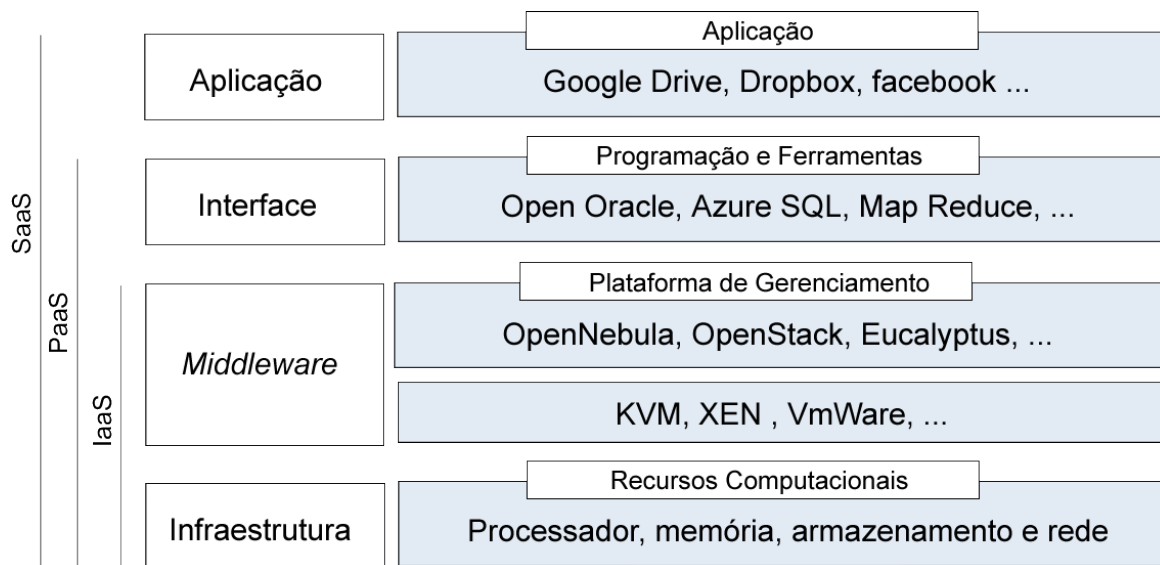 SaaS
PaaS
IaaS
Aplicação
Aplicação
Google Drive, Dropbox, facebook ...
Interface
Programação e Ferramentas
Open Oracle, Azure SQL, Map Reduce, ...
Middleware
Plataforma de Gerenciamento
OpenNebula, OpenStack, Eucalyptus, ...
KVM, XEN , VmWare, ...
Infraestrutura
Recursos Computacionais
Processador, memória, armazenamento e rede